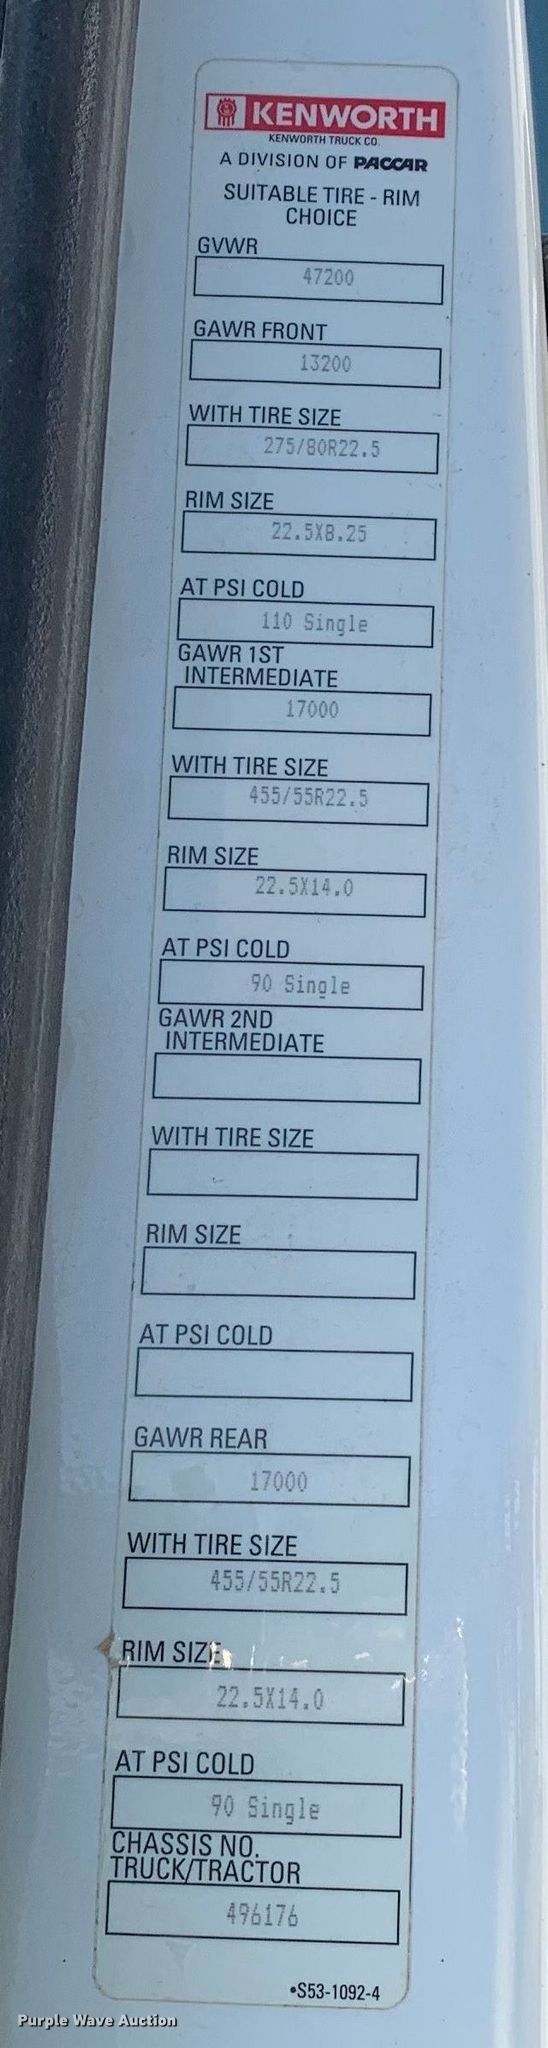 KENWORTH
KENWORTH TRUCK CO.
A DIVISION OF PACCAR
SUITABLE TIRE - RIM
CHOICE
GVWR
47200
GAWR FRONT
13200
WITH TIRE SIZE
275/80R22.5
RIM SIZE
22.5X8.25
AT PSI COLD
110 Single
GAWR 1ST
INTERMEDIATE
17000
WITH TIRE SIZE
455/55R22.5
RIM SIZE
22.5X14.0
AT PSI COLD
90 Single
GAWR 2ND
INTERMEDIATE
WITH TIRE SIZE
RIM SIZE
AT PSI COLD
GAWR REAR
17000
WITH TIRE SIZE
455/55R22.5
RIM SIZE
22.5X14.0
AT PSI COLD
90 Single
CHASSIS NO.
TRUCK/TRACTOR
496176
•S53-1092-4
Purple Wave Auction